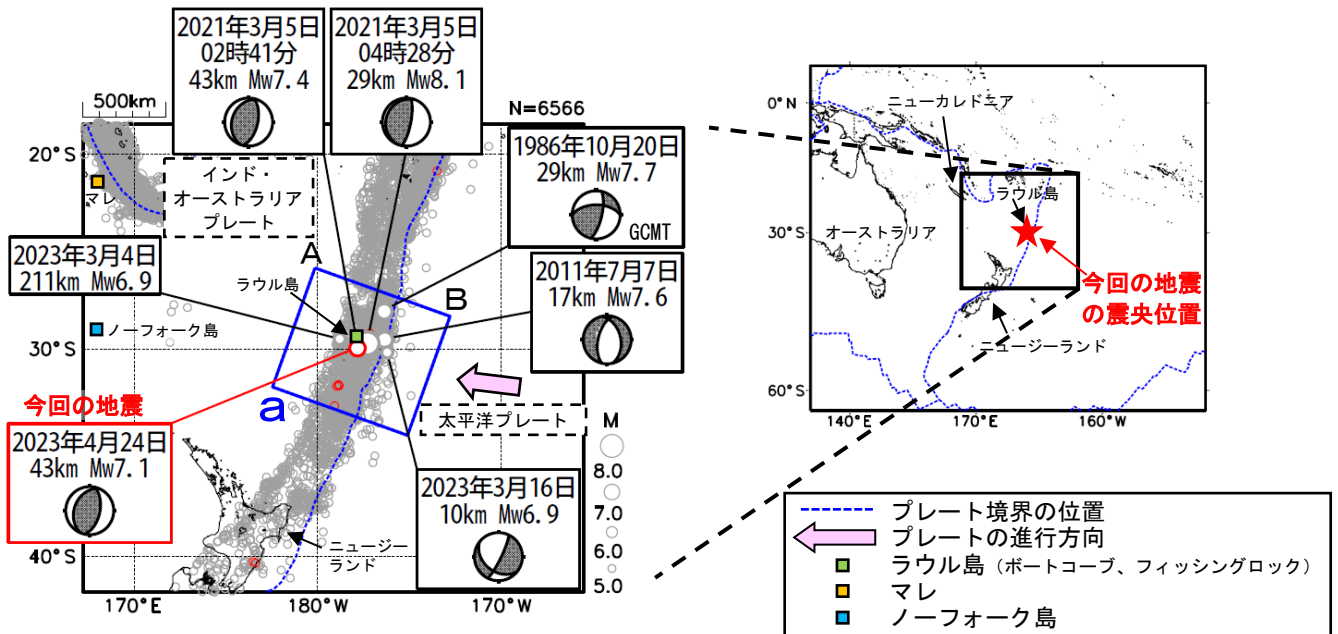 2021年3月5日
02時41分
43km Mw7.4
2021年3月5日
04時28分
29km Mw8.1
500km
N=6566
1986年10月20日
29km Mw7.7
GCMT
20°S
マレ
インド・
オーストラリア
プレート
2023年3月4日
211km Mw6.9
A
ラウル島
B
2011年7月7日
17km Mw7.6
ノーフォーク島
30°S
今回の地震
a
太平洋プレート
M
8.0
7.0
6.0
5.0
2023年4月24日
43km Mw7.1
2023年3月16日
10km Mw6.9
ニュージー
ランド
40°S
170°E
180°W
170°W
0°N
30°S
60°S
140°E
170°E
160°W
ニューカレドニア
ラウル島
オーストラリア
今回の地震
の震央位置
ニュージーランド
プレート境界の位置
プレートの進行方向
ラウル島（ボートコーブ、フィッシングロック）
マレ
ノーフォーク島